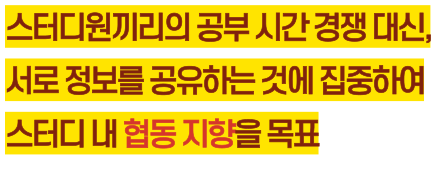 스터디원끼리의 공부 시간 경쟁 대신,
서로 정보를 공유하는 것에 집중하여
스터디 내 협동 지향을 목표